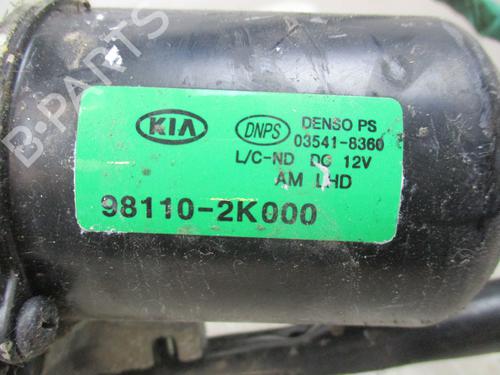 B-PARTS
KIA
DNPS
DENSO PS
03541-8360
L/C-ND DC 12V
AM LHD
98110-2K000